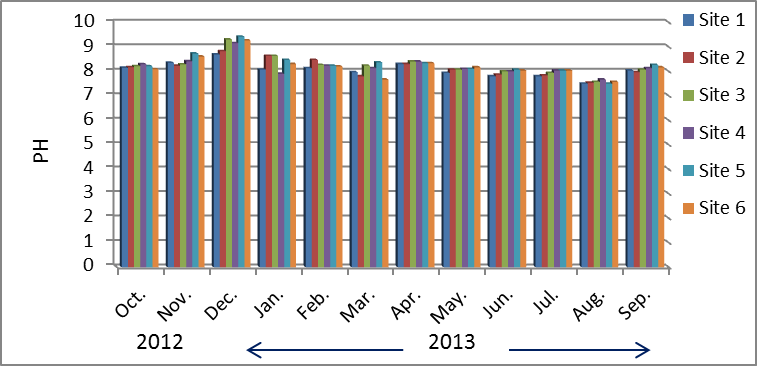 PH
10
9
8
7
6
5
4
3
2
1
0
Oct. Nov. Dec. Jan. Feb. Mar. Apr. May. Jun. Jul. Aug. Sep.
2012 2013
Site 1
Site 2
Site 3
Site 4
Site 5
Site 6